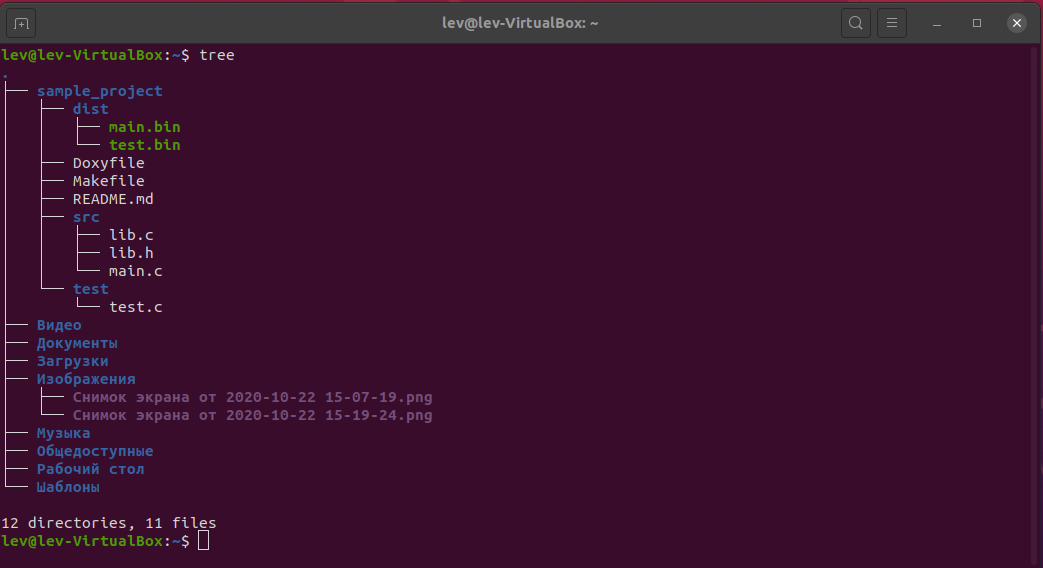 lev@lev-VirtualBox: ~
lev@lev-VirtualBox:~$ tree
.
├── sample_project
│   ├── dist
│   │   ├── main.bin
│   │   └── test.bin
│   ├── Doxyfile
│   ├── Makefile
│   ├── README.md
│   ├── src
│   │   ├── lib.c
│   │   ├── lib.h
│   │   └── main.c
│   └── test
│       └── test.c
├── Видео
├── Документы
├── Загрузки
├── Изображения
│   ├── Снимок экрана от 2020-10-22 15-07-19.png
│   └── Снимок экрана от 2020-10-22 15-19-24.png
├── Музыка
├── Общедоступные
├── Рабочий стол
└── Шаблоны
12 directories, 11 files
lev@lev-VirtualBox:~$